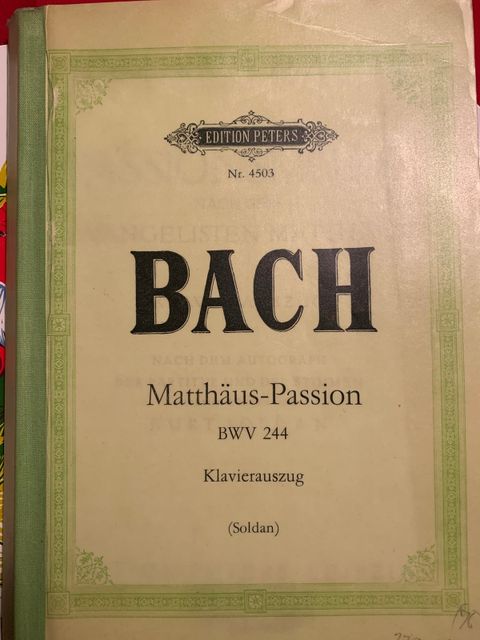 EDITION PETERS
Nr. 4503
BACH
Matthäus-Passion
BWV 244
Klavierauszug
(Soldan)